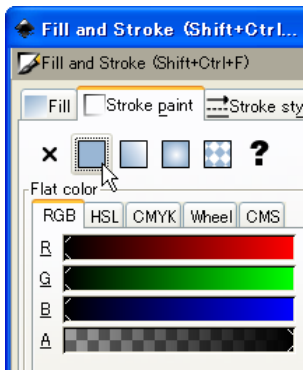 Fill and Stroke (Shift+Ctrl...
Fill and Stroke (Shift+Ctrl+F)
Fill Stroke paint Stroke sty
?
Flat color
RGB HSL CMYK Wheel CMS
R
G
B
A